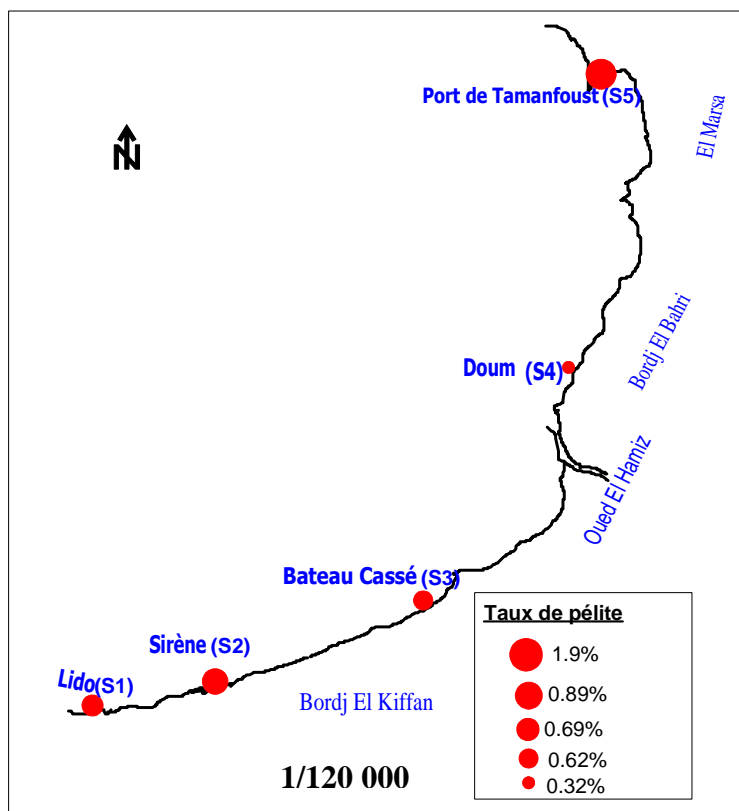 Port de Tamanfoust (S5)
El Marsa
N
Bordj El Bahri
Doum (S4)
Oued El Hamiz
Bateau Cassé (S3)
Sirène (S2)
Lido(S1)
Bordj El Kiffan
1/120 000
Taux de pélite
1.9%
0.89%
0.69%
0.62%
0.32%